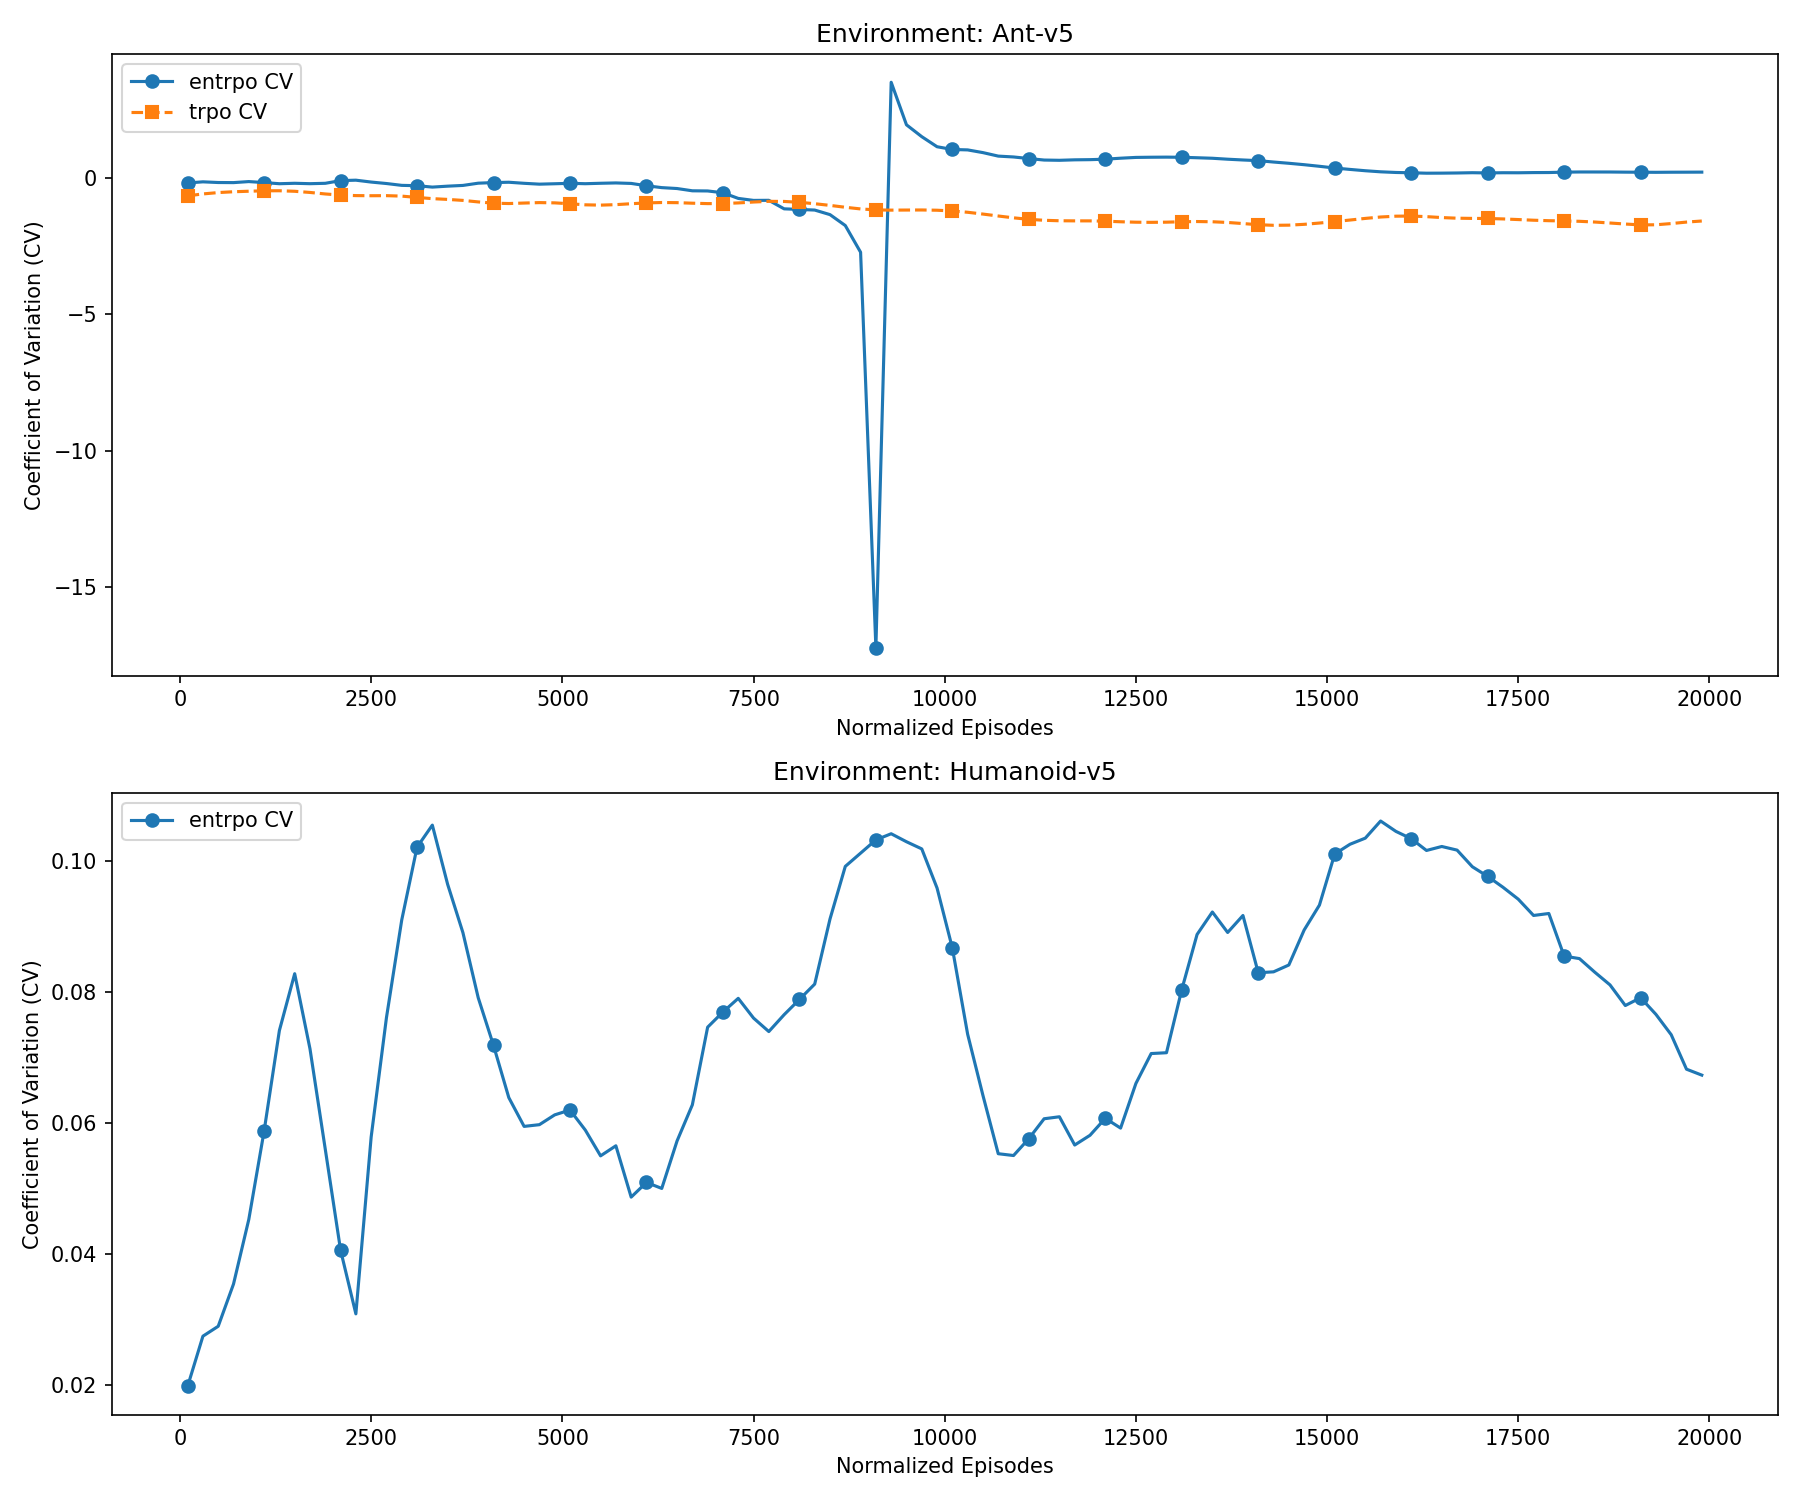 Environment: Ant-v5
entrpo CV
trpo CV
Coefficient of Variation (CV)
0
−5
−10
−15
0 2500 5000 7500 10000 12500 15000 17500 20000
Normalized Episodes
Environment: Humanoid-v5
entrpo CV
Coefficient of Variation (CV)
0.10
0.08
0.06
0.04
0.02
0 2500 5000 7500 10000 12500 15000 17500 20000
Normalized Episodes